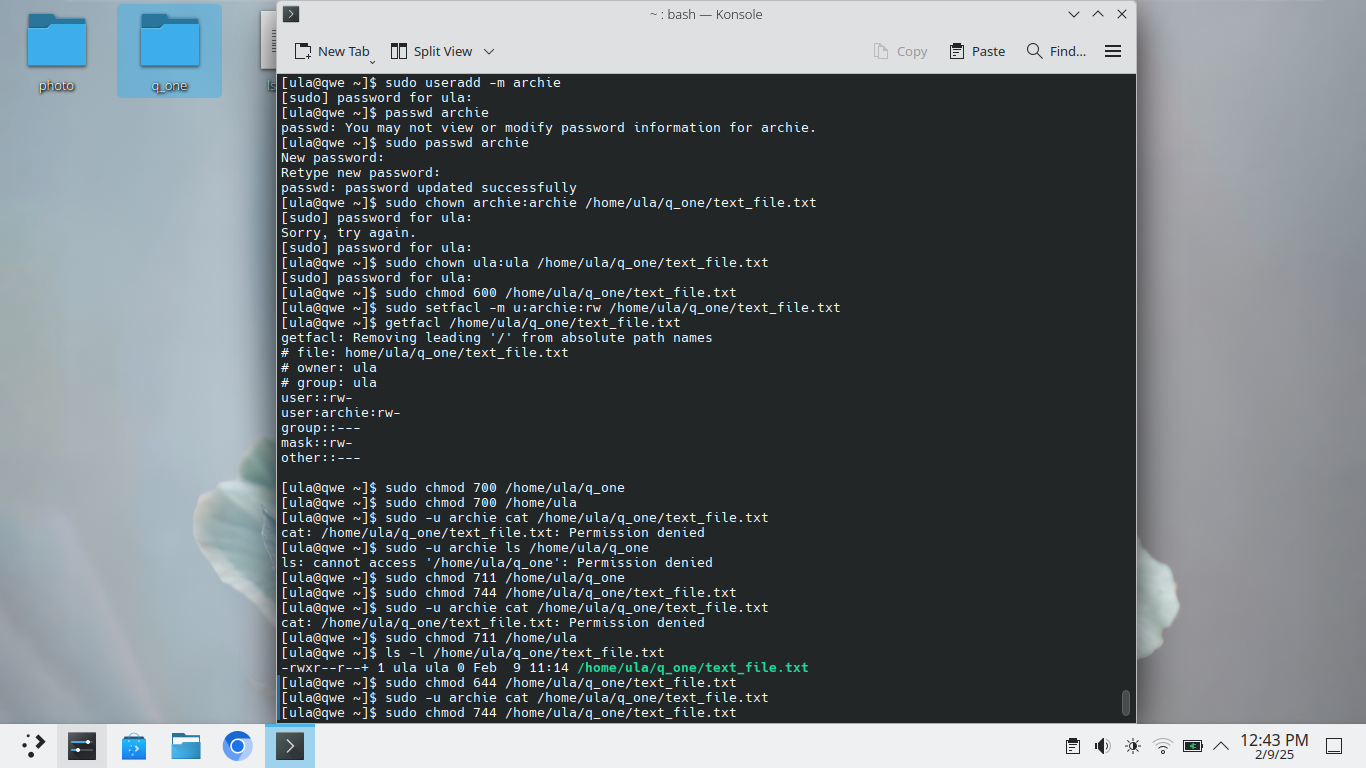 photo
q_one
ls
~ : bash — Konsole
New Tab
Split View
Copy
Paste
Find...
[ula@qwe ~]$ sudo useradd -m archie
[sudo] password for ula:
[ula@qwe ~]$ passwd archie
passwd: You may not view or modify password information for archie.
[ula@qwe ~]$ sudo passwd archie
New password:
Retype new password:
passwd: password updated successfully
[ula@qwe ~]$ sudo chown archie:archie /home/ula/q_one/text_file.txt
[sudo] password for ula:
Sorry, try again.
[sudo] password for ula:
[ula@qwe ~]$ sudo chown ula:ula /home/ula/q_one/text_file.txt
[sudo] password for ula:
[ula@qwe ~]$ sudo chmod 600 /home/ula/q_one/text_file.txt
[ula@qwe ~]$ sudo setfacl -m u:archie:rw /home/ula/q_one/text_file.txt
[ula@qwe ~]$ getfacl /home/ula/q_one/text_file.txt
getfacl: Removing leading '/' from absolute path names
# file: home/ula/q_one/text_file.txt
# owner: ula
# group: ula
user::rw-
user:archie:rw-
group::---
mask::rw-
other::---
[ula@qwe ~]$ sudo chmod 700 /home/ula/q_one
[ula@qwe ~]$ sudo chmod 700 /home/ula
[ula@qwe ~]$ sudo -u archie cat /home/ula/q_one/text_file.txt
cat: /home/ula/q_one/text_file.txt: Permission denied
[ula@qwe ~]$ sudo -u archie ls /home/ula/q_one
ls: cannot access '/home/ula/q_one': Permission denied
[ula@qwe ~]$ sudo chmod 711 /home/ula/q_one
[ula@qwe ~]$ sudo chmod 744 /home/ula/q_one/text_file.txt
[ula@qwe ~]$ sudo -u archie cat /home/ula/q_one/text_file.txt
cat: /home/ula/q_one/text_file.txt: Permission denied
[ula@qwe ~]$ sudo chmod 711 /home/ula
[ula@qwe ~]$ ls -l /home/ula/q_one/text_file.txt
-rwxr--r--+ 1 ula ula 0 Feb  9 11:14 /home/ula/q_one/text_file.txt
[ula@qwe ~]$ sudo chmod 644 /home/ula/q_one/text_file.txt
[ula@qwe ~]$ sudo -u archie cat /home/ula/q_one/text_file.txt
[ula@qwe ~]$ sudo chmod 744 /home/ula/q_one/text_file.txt
12:43 PM
2/9/25